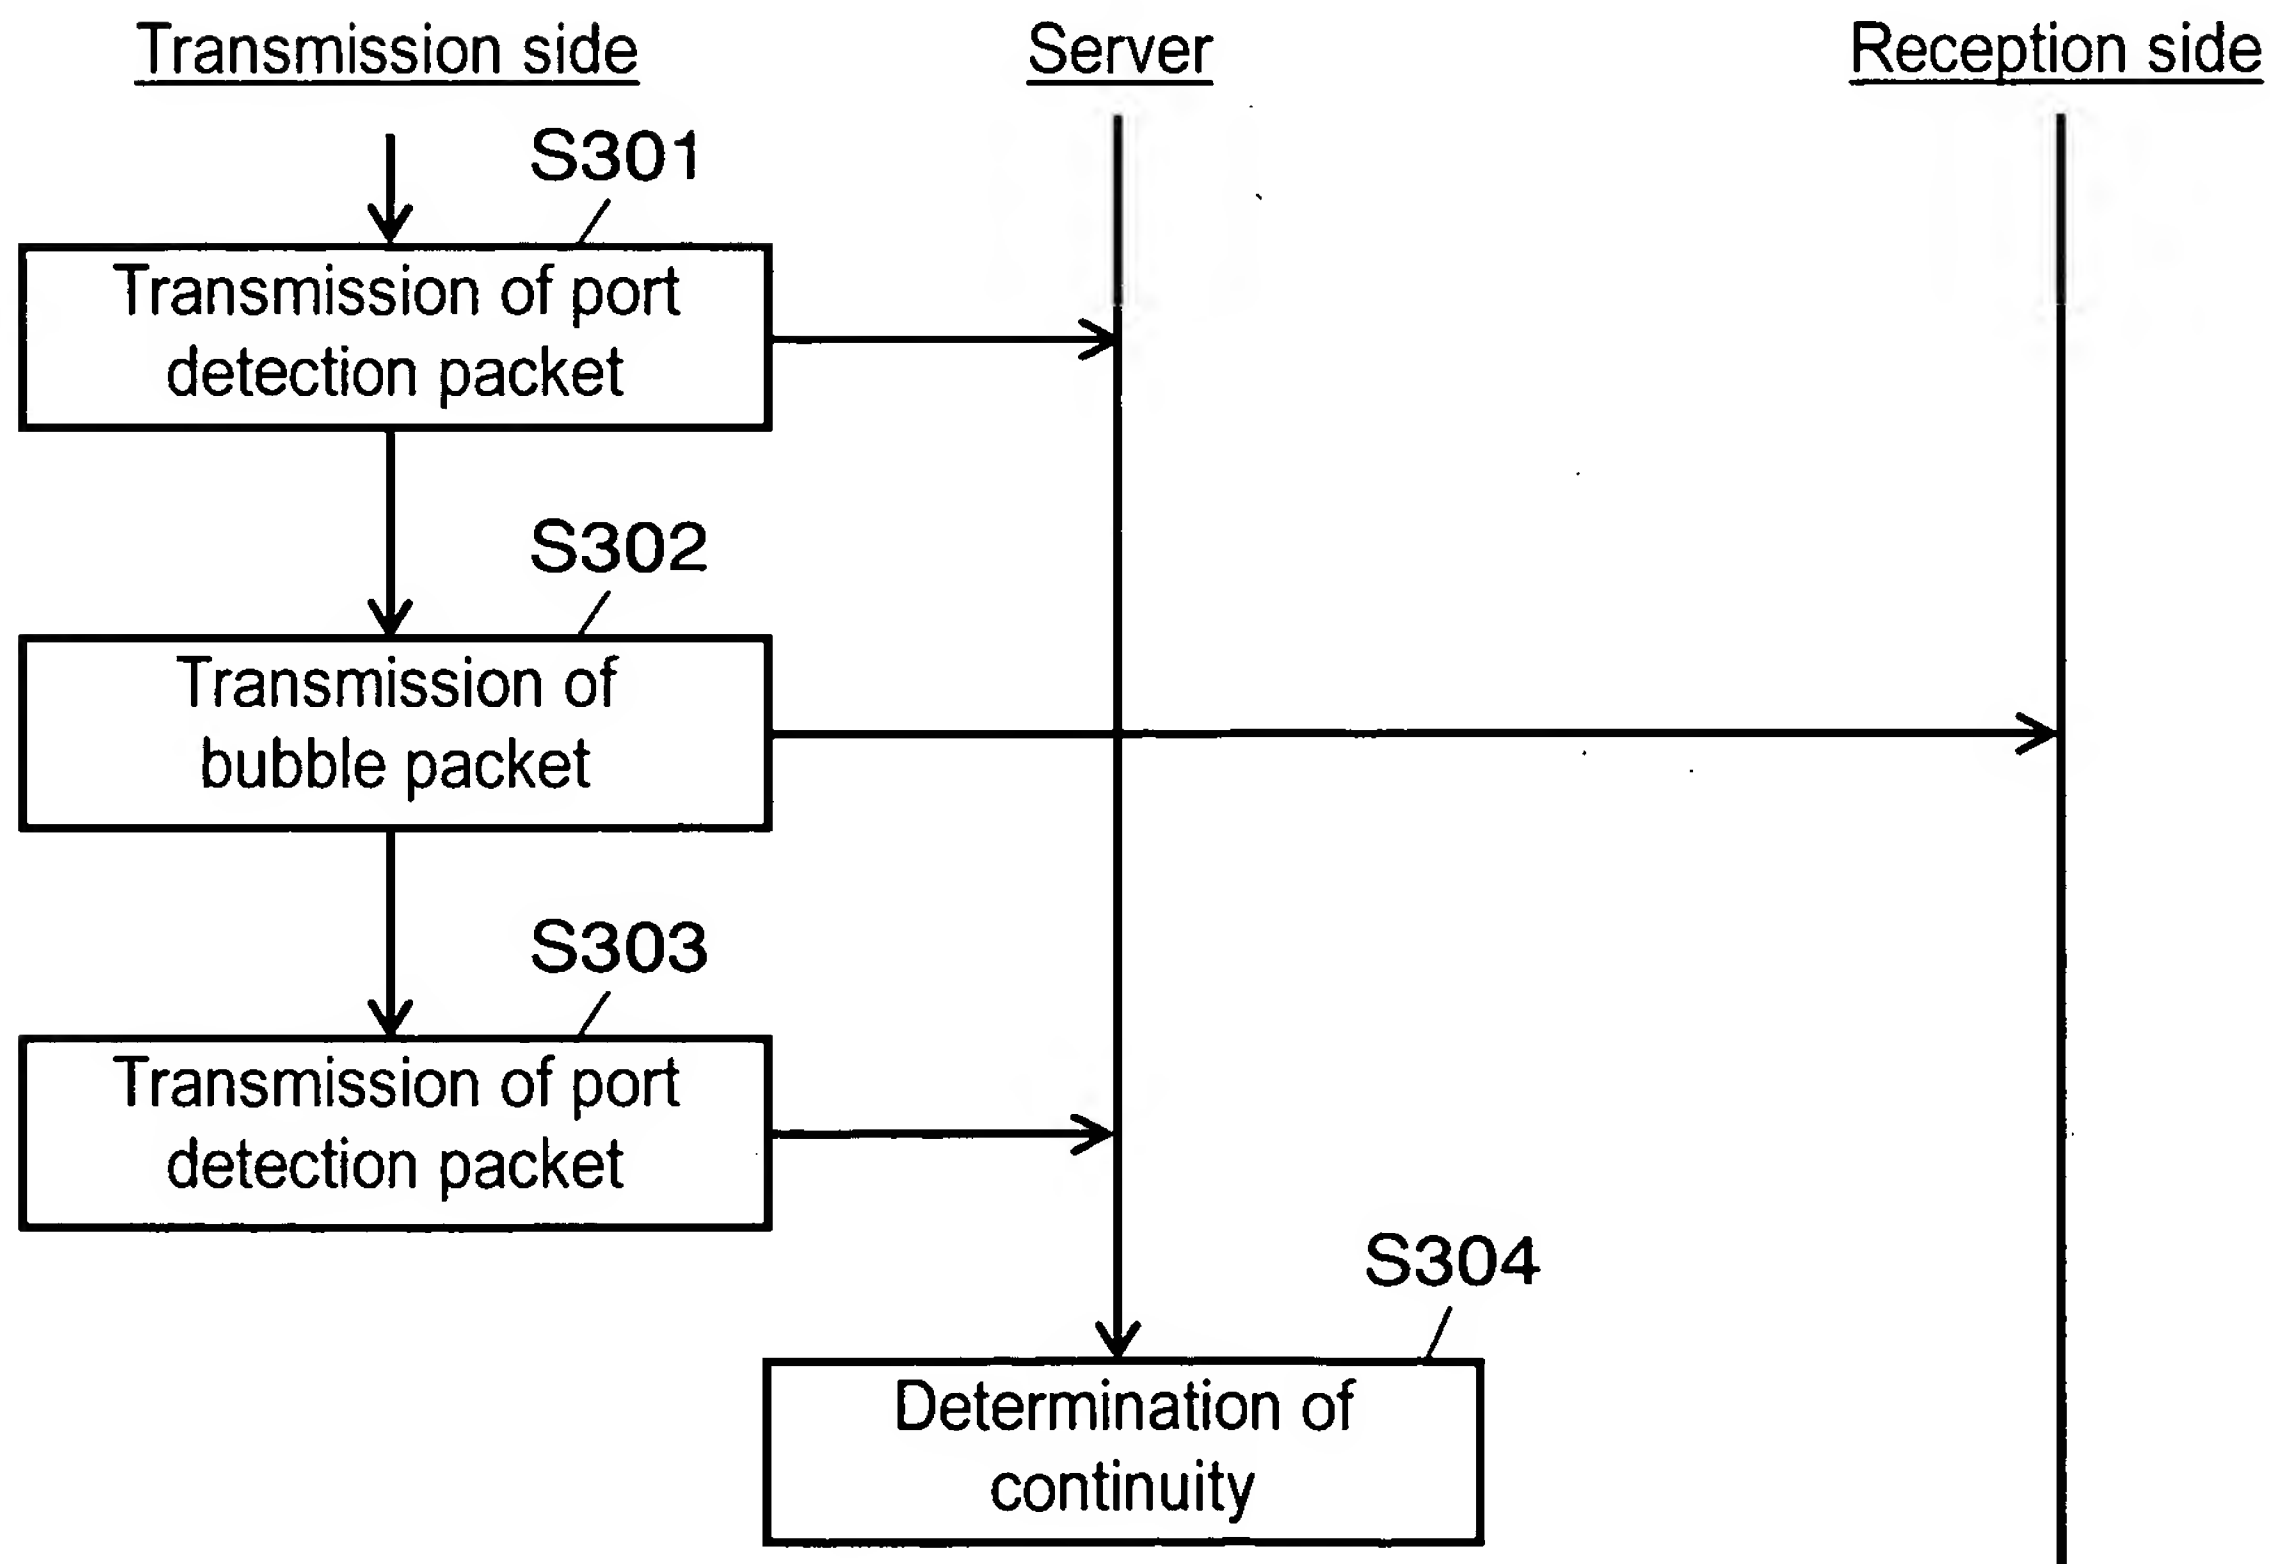 Transmission side
Server
Reception side
S301
Transmission of port
detection packet
S302
Transmission of
bubble packet
S303
Transmission of port
detection packet
S304
Determination of
continuity